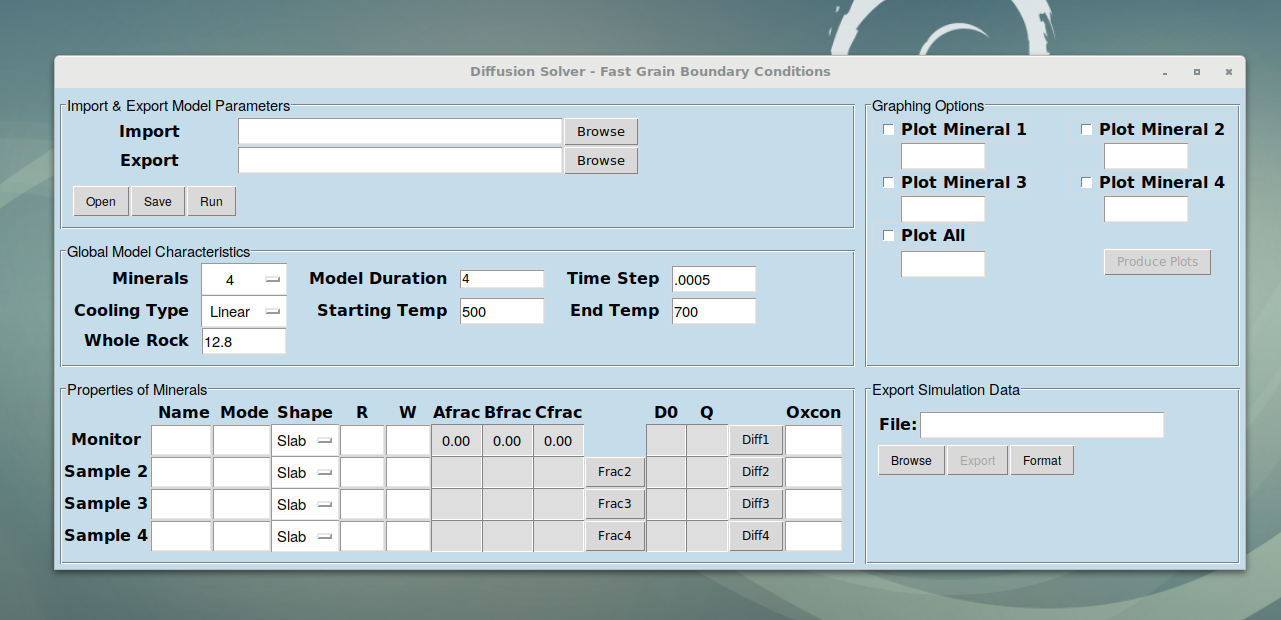 Diffusion Solver - Fast Grain Boundary Conditions
Import & Export Model Parameters
Import Browse
Export Browse
Open Save Run
Global Model Characteristics
Minerals 4 Model Duration 4 Time Step .0005
Cooling Type Linear Starting Temp 500 End Temp 700
Whole Rock 12.8
Properties of Minerals
Name Mode Shape R W Afrac Bfrac Cfrac D0 Q Oxcon
Monitor Slab 0.00 0.00 0.00 Diff1
Sample 2 Slab Frac2 Diff2
Sample 3 Slab Frac3 Diff3
Sample 4 Slab Frac4 Diff4
Graphing Options
Plot Mineral 1 Plot Mineral 2
Plot Mineral 3 Plot Mineral 4
Plot All
Produce Plots
Export Simulation Data
File:
Browse Export Format